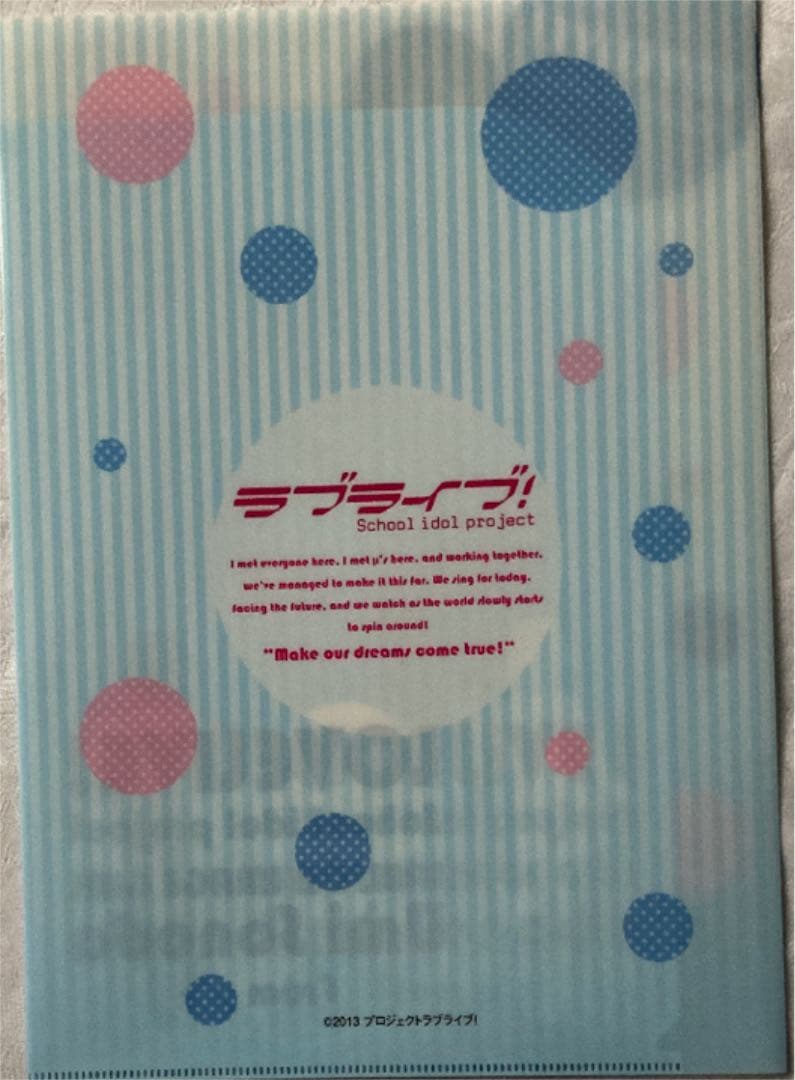 ラブライブ!
School idol project
I met everyone here, I met μ's here, and working together,
we've managed to make it this far. We sing for today,
facing the future, and we watch as the world slowly starts
to spin around!
"Make our dreams come true!"
©2013 プロジェクトラブライブ!